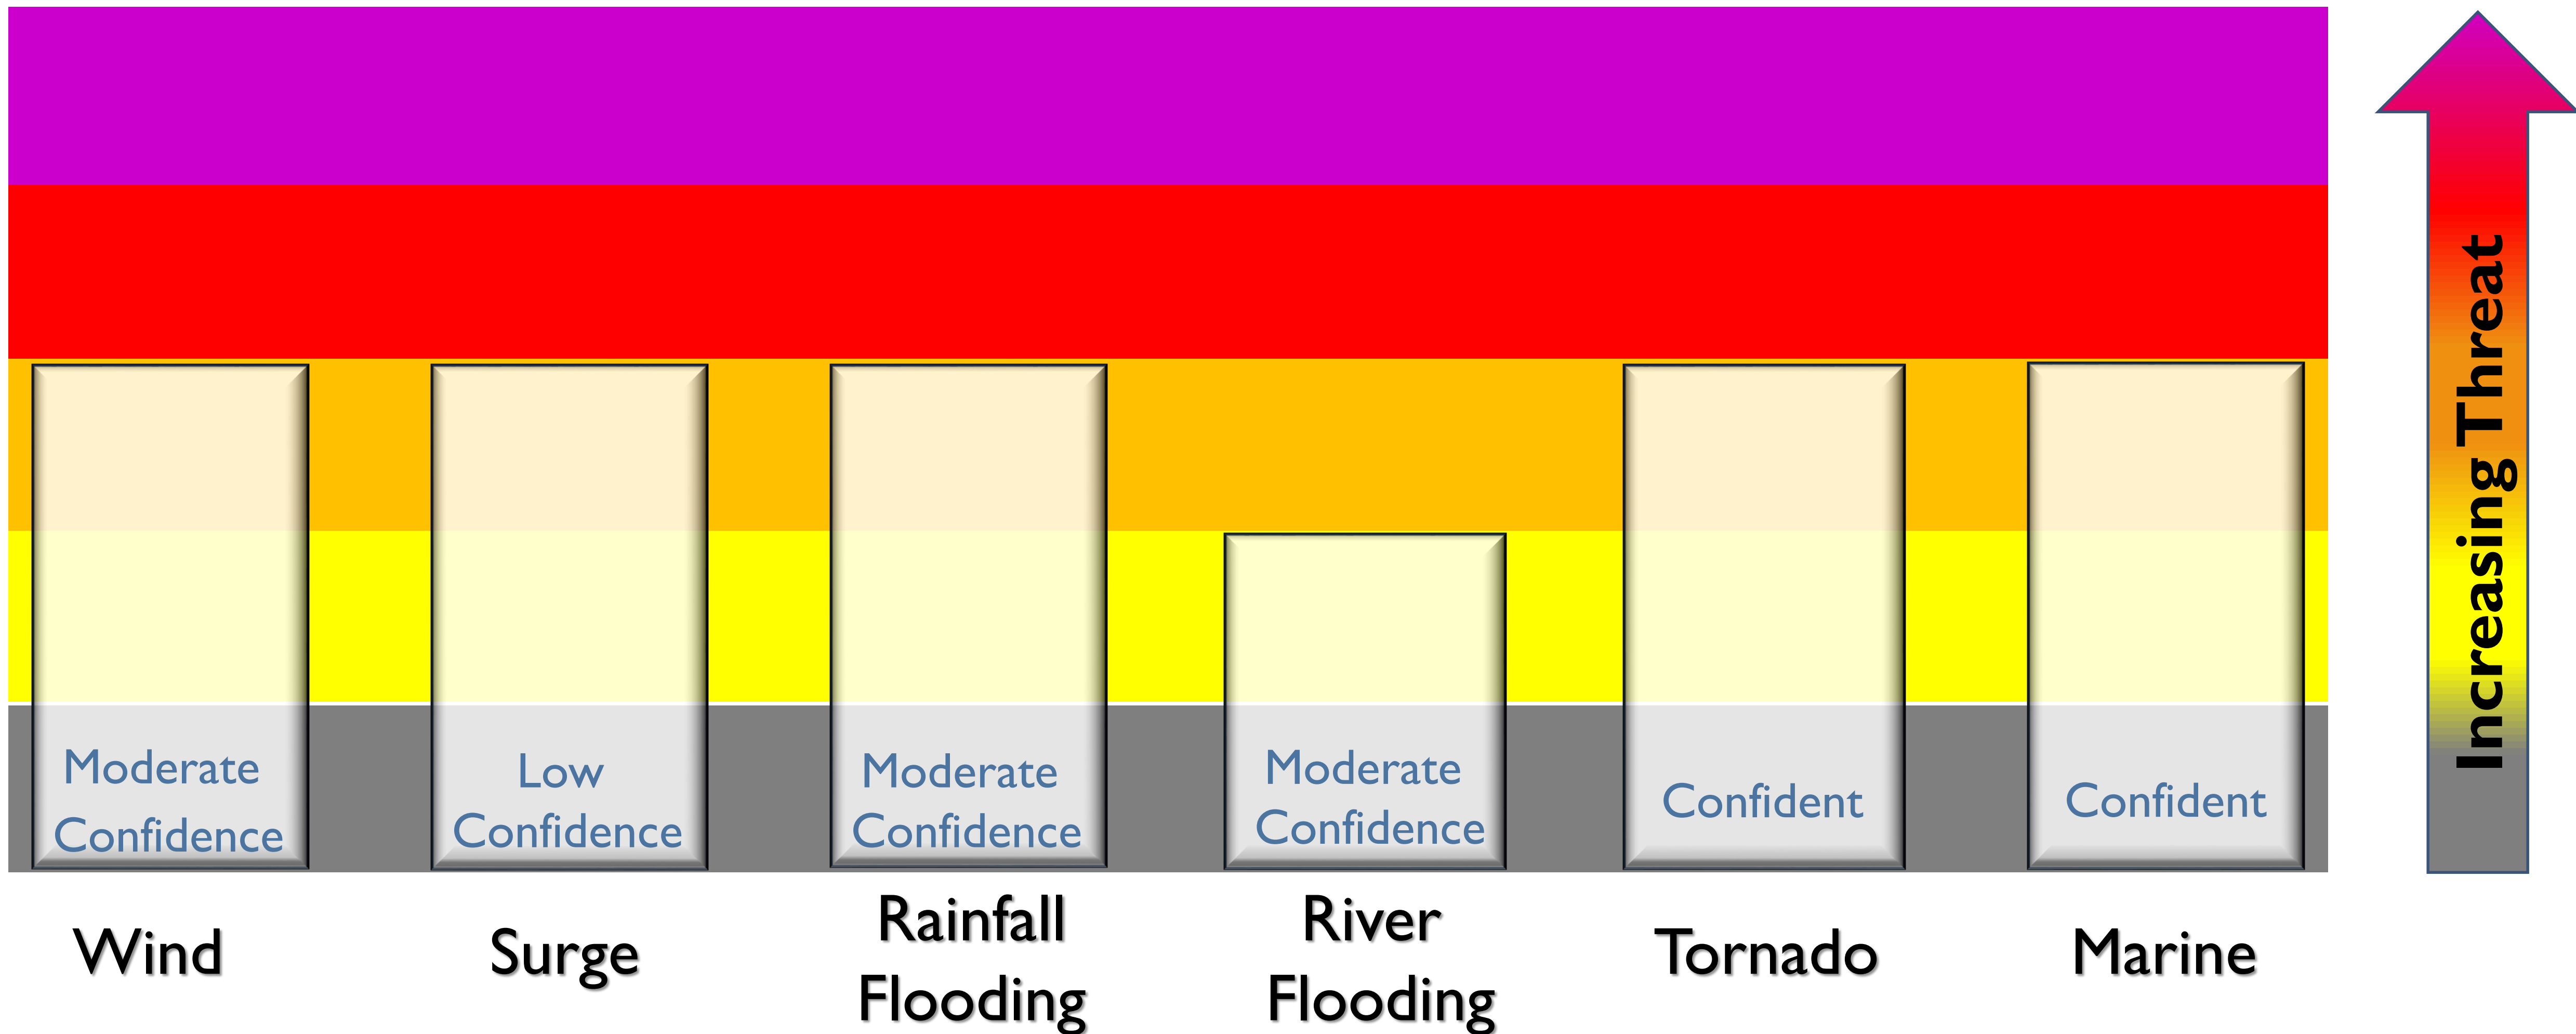 Increasing Threat
Moderate
Confidence
Low
Confidence
Moderate
Confidence
Moderate
Confidence
Confident
Confident
Wind
Surge
Rainfall
Flooding
River
Flooding
Tornado
Marine